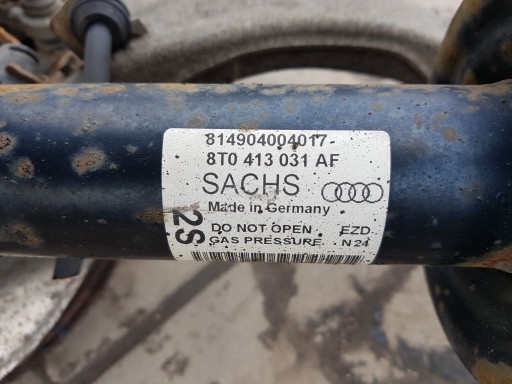 814904004017-
8T0 413 031 AF
SACHS
Made in Germany
2S
DO NOT OPEN EZD
GAS PRESSURE N24